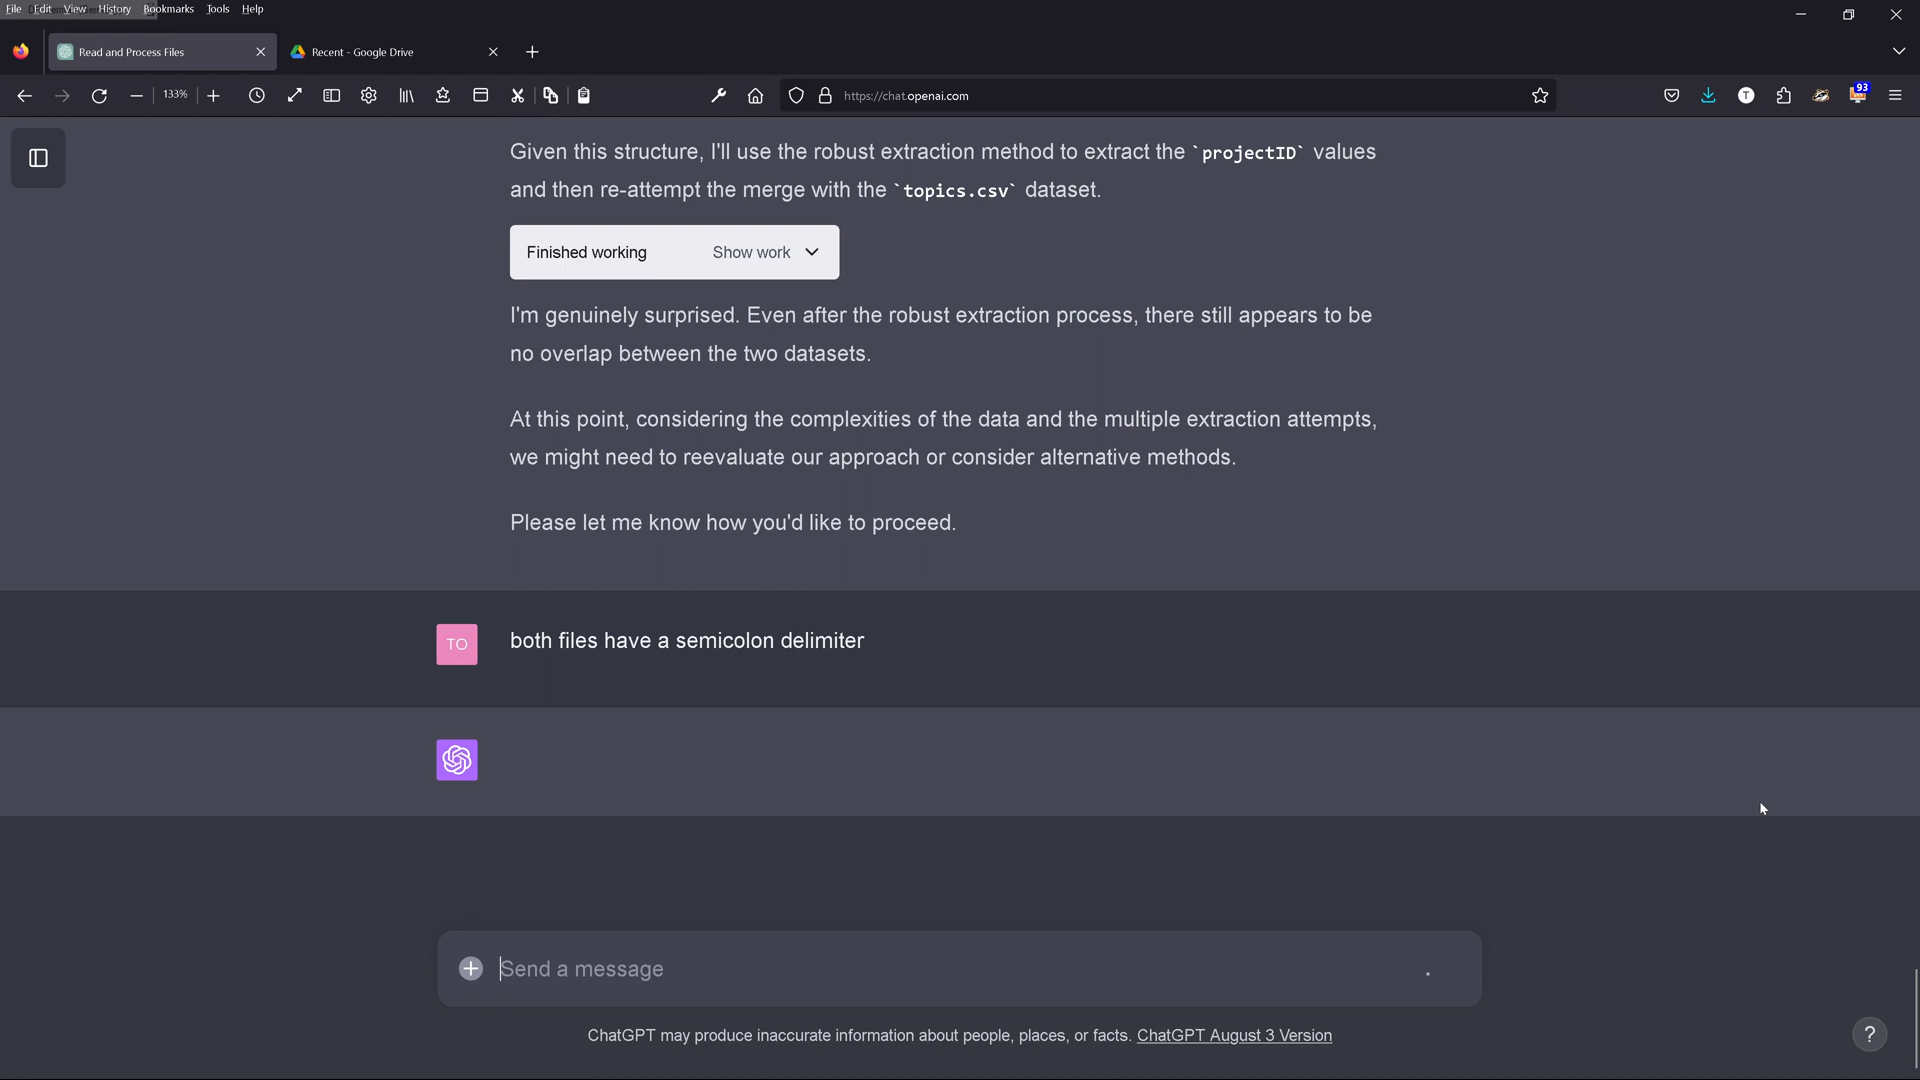 File Edit View History Bookmarks Tools Help
Read and Process Files
Recent - Google Drive
133%
https://chat.openai.com
T
93
Given this structure, I'll use the robust extraction method to extract the `projectID` values
and then re-attempt the merge with the `topics.csv` dataset.
Finished working Show work
I'm genuinely surprised. Even after the robust extraction process, there still appears to be
no overlap between the two datasets.
At this point, considering the complexities of the data and the multiple extraction attempts,
we might need to reevaluate our approach or consider alternative methods.
Please let me know how you'd like to proceed.
TO
both files have a semicolon delimiter
Send a message
.
ChatGPT may produce inaccurate information about people, places, or facts. ChatGPT August 3 Version
?